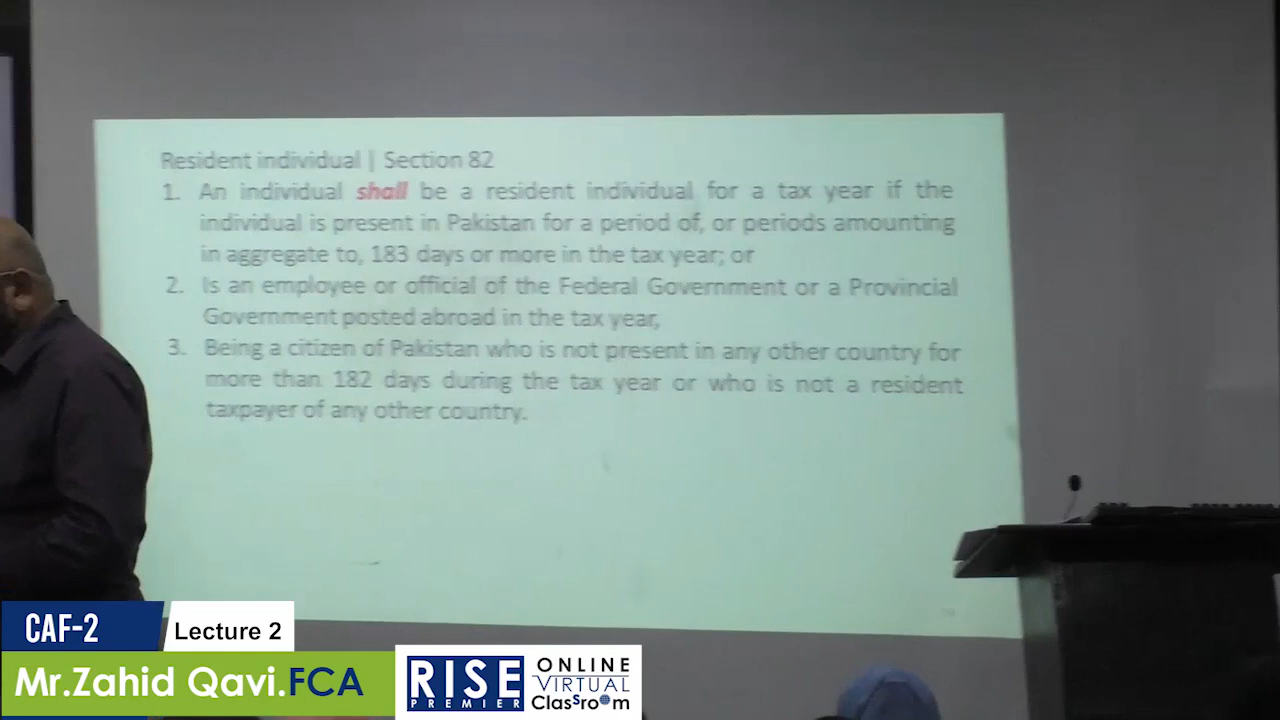 Resident individual | Section 82
1. An individual shall be a resident individual for a tax year if the
individual is present in Pakistan for a period of, or periods amounting
in aggregate to, 183 days or more in the tax year; or
2. Is an employee or official of the Federal Government or a Provincial
Government posted abroad in the tax year,
3. Being a citizen of Pakistan who is not present in any other country for
more than 182 days during the tax year or who is not a resident
taxpayer of any other country.
CAF-2
Lecture 2
Mr.Zahid Qavi.FCA
RISE
PREMIER
ONLINE
VIRTUAL
Classroom